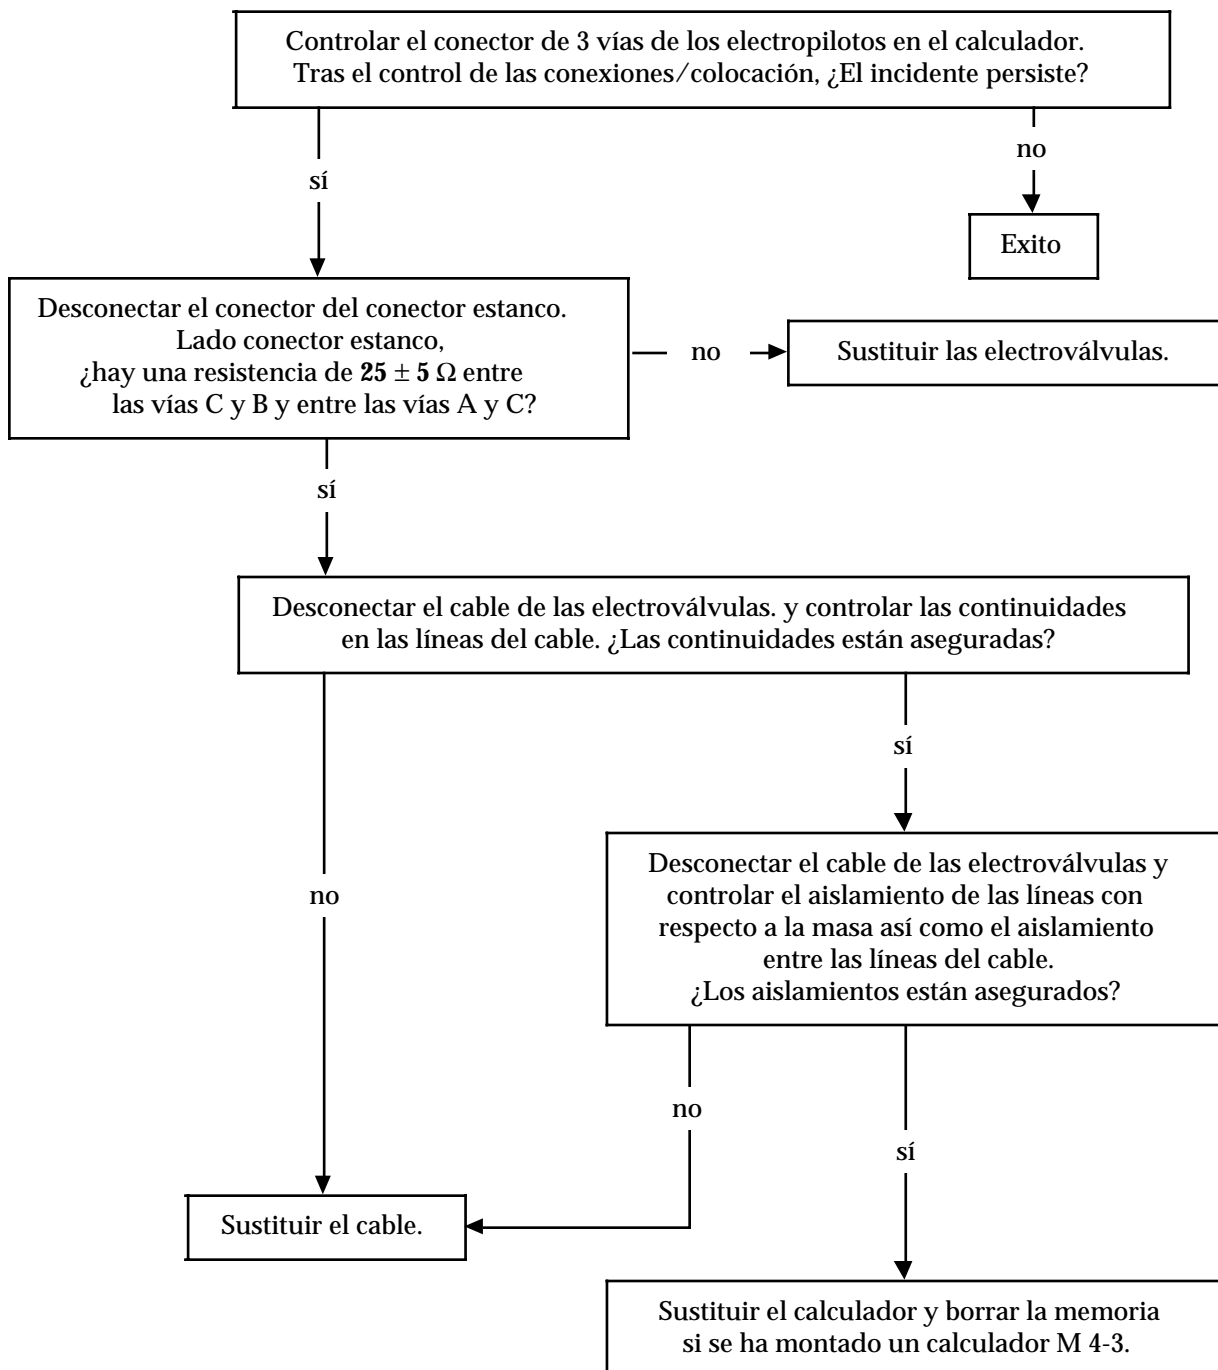 Controlar el conector de 3 vías de los electropilotos en el calculador.
Tras el control de las conexiones/colocación, ¿El incidente persiste?
no
sí
Exito
Desconectar el conector del conector estanco.
Lado conector estanco,
¿hay una resistencia de 25 ± 5 Ω entre
las vías C y B y entre las vías A y C?
no
Sustituir las electroválvulas.
sí
Desconectar el cable de las electroválvulas. y controlar las continuidades
en las líneas del cable. ¿Las continuidades están aseguradas?
sí
no
Desconectar el cable de las electroválvulas y
controlar el aislamiento de las líneas con
respecto a la masa así como el aislamiento
entre las líneas del cable.
¿Los aislamientos están asegurados?
no
sí
Sustituir el cable.
Sustituir el calculador y borrar la memoria
si se ha montado un calculador M 4-3.